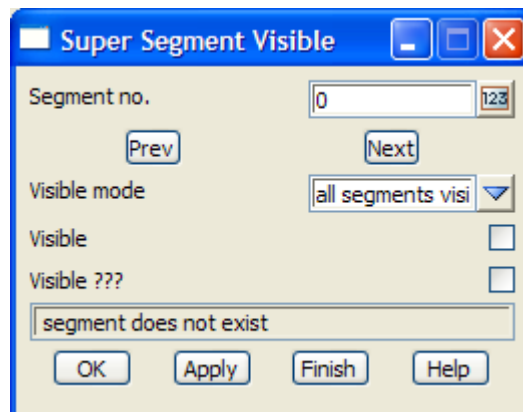 Super Segment Visible
Segment no. 0 123
Prev Next
Visible mode all segments visi
Visible
Visible ???
segment does not exist
OK Apply Finish Help